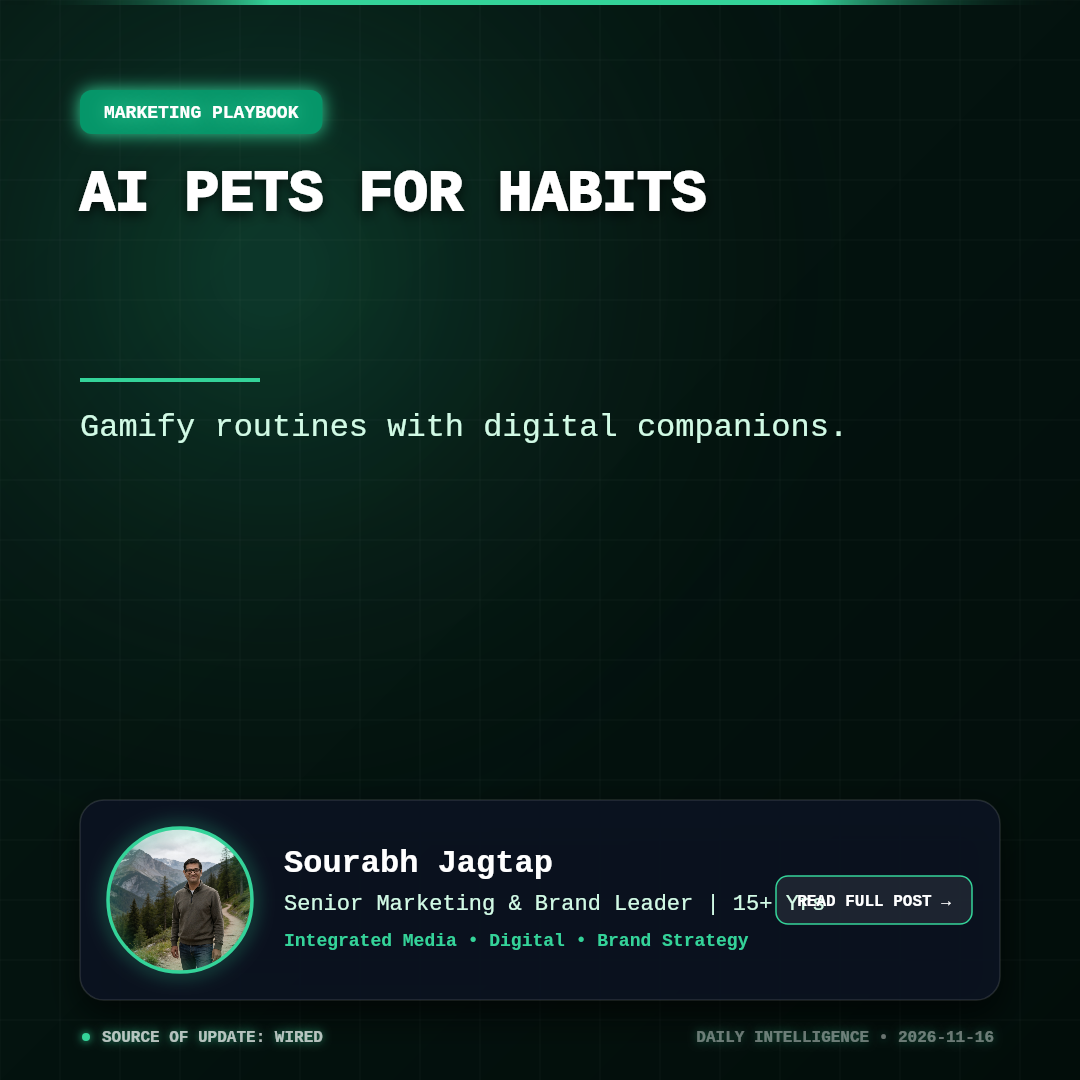 MARKETING PLAYBOOK
AI PETS FOR HABITS
Gamify routines with digital companions.
Sourabh Jagtap
Senior Marketing & Brand Leader | 15+ Yrs
READ FULL POST →
Integrated Media • Digital • Brand Strategy
SOURCE OF UPDATE: WIRED
DAILY INTELLIGENCE • 2026-11-16